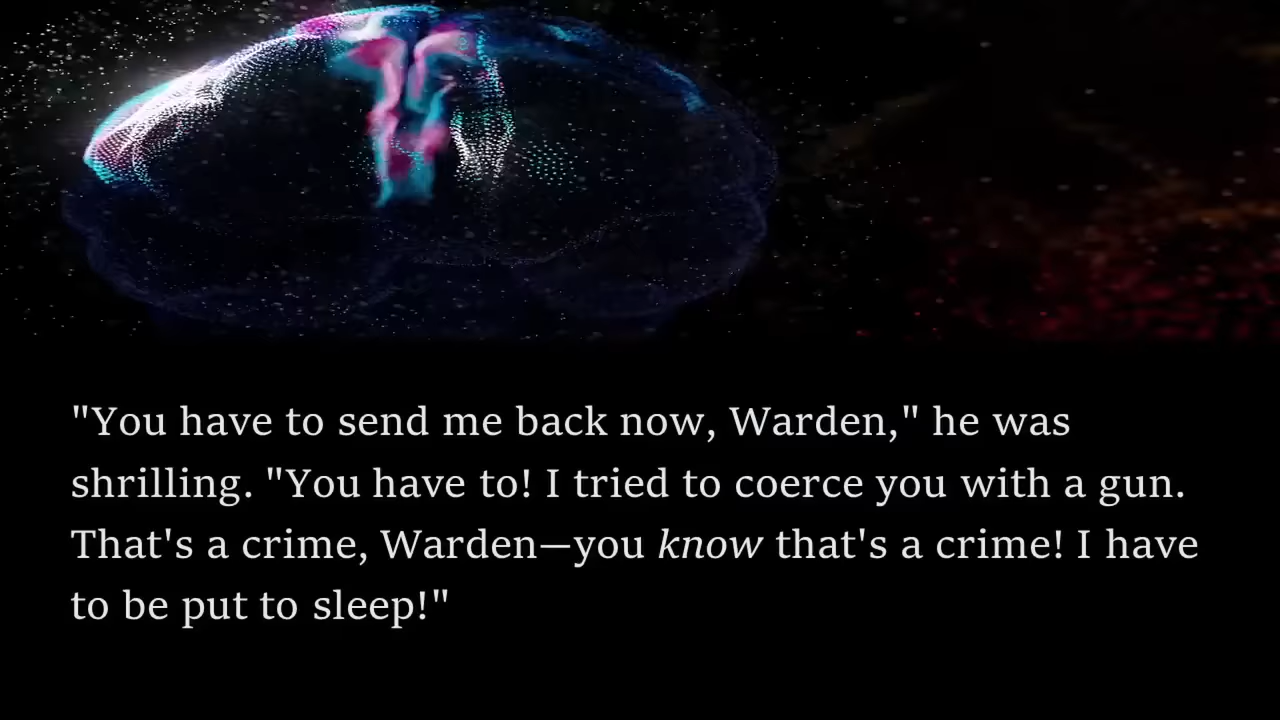 "You have to send me back now, Warden," he was
shrilling. "You have to! I tried to coerce you with a gun.
That's a crime, Warden—you know that's a crime! I have
to be put to sleep!"